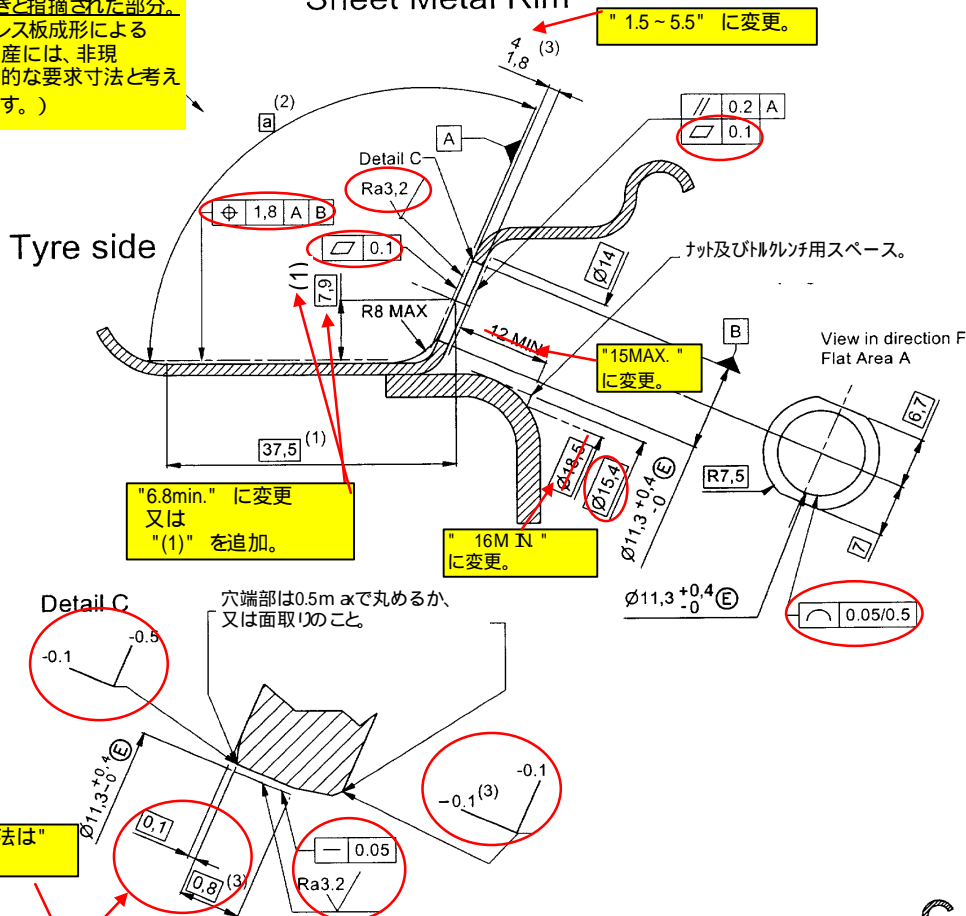 きと指摘された部分。
レス板成形による
産には、非現
的な要求寸法と考え
す。)
Sheet Metal Rim
4
1,8 (3)
" 1.5 ~ 5.5" に変更。
(2)
a
A
// 0.2 A
0.1
Detail C
Ra3,2
1,8 A B
0.1
Tyre side
(1)
7,9
R8 MAX
Ø14
ナット及びトルクレンチ用スペース。
12 MIN
"15MAX. "
に変更。
B
View in direction F
Flat Area A
6,7
37,5 (1)
R7,5
7
Ø18,5
Ø15,4
Ø11,3 +0,4 -0 Ⓔ
"6.8min." に変更
又は
"(1)" を追加。
" 16M IN. "
に変更。
Ø11,3 +0,4 -0 Ⓔ
0.05/0.5
Detail C
穴端部は0.5m axで丸めるか、
又は面取りのこと。
-0.1
-0.5
Ø11,3 +0,4 -0 Ⓔ
-0.1 (3)
-0.1
法は"
0,1
0,8 (3)
0.05
Ra3.2